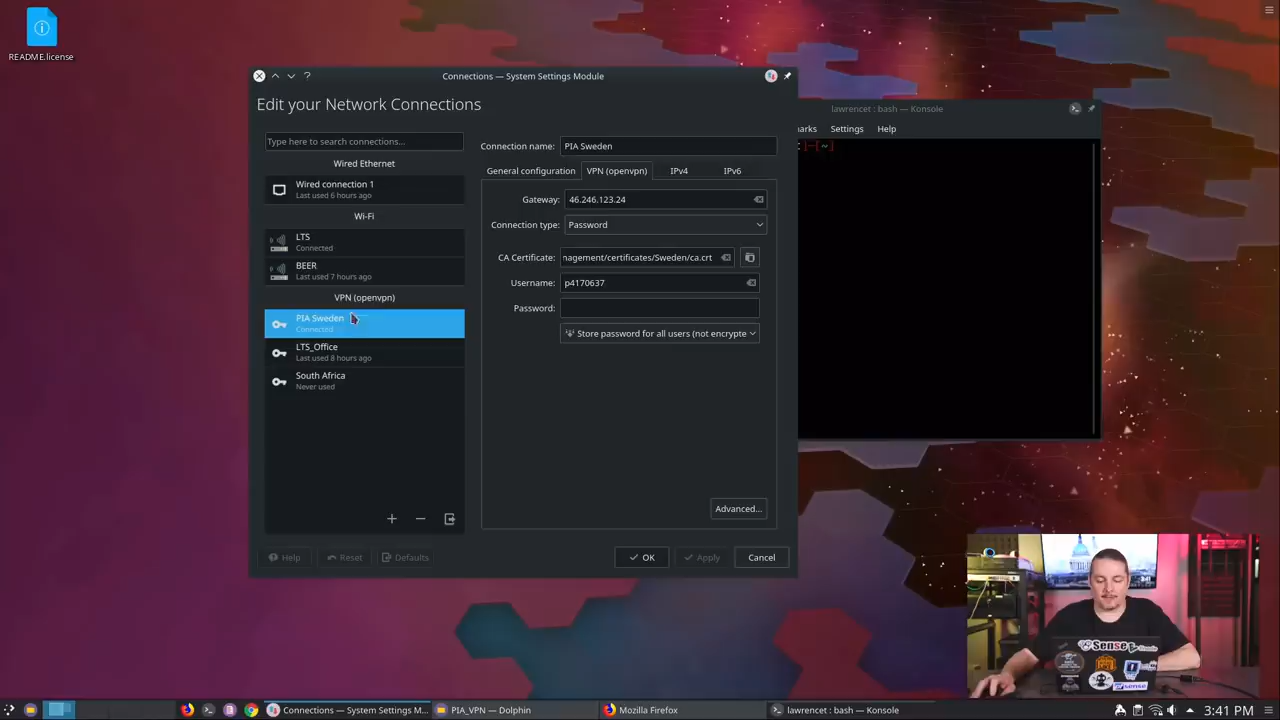 README.license
Connections — System Settings Module
Edit your Network Connections
Type here to search connections...
Wired Ethernet
Wired connection 1
Last used 6 hours ago
Wi-Fi
LTS
Connected
BEER
Last used 7 hours ago
VPN (openvpn)
PIA Sweden
Connected
LTS_Office
Last used 8 hours ago
South Africa
Never used
Connection name: PIA Sweden
General configuration VPN (openvpn) IPv4 IPv6
Gateway: 46.246.123.24
Connection type: Password
CA Certificate: nagement/certificates/Sweden/ca.crt
Username: p4170637
Password:
Store password for all users (not encrypte
Advanced...
Help Reset Defaults OK Apply Cancel
lawrencet : bash — Konsole
arks Settings Help
~
Sense
sense
Connections — System Settings M... PIA_VPN — Dolphin Mozilla Firefox lawrencet : bash — Konsole 3:41 PM